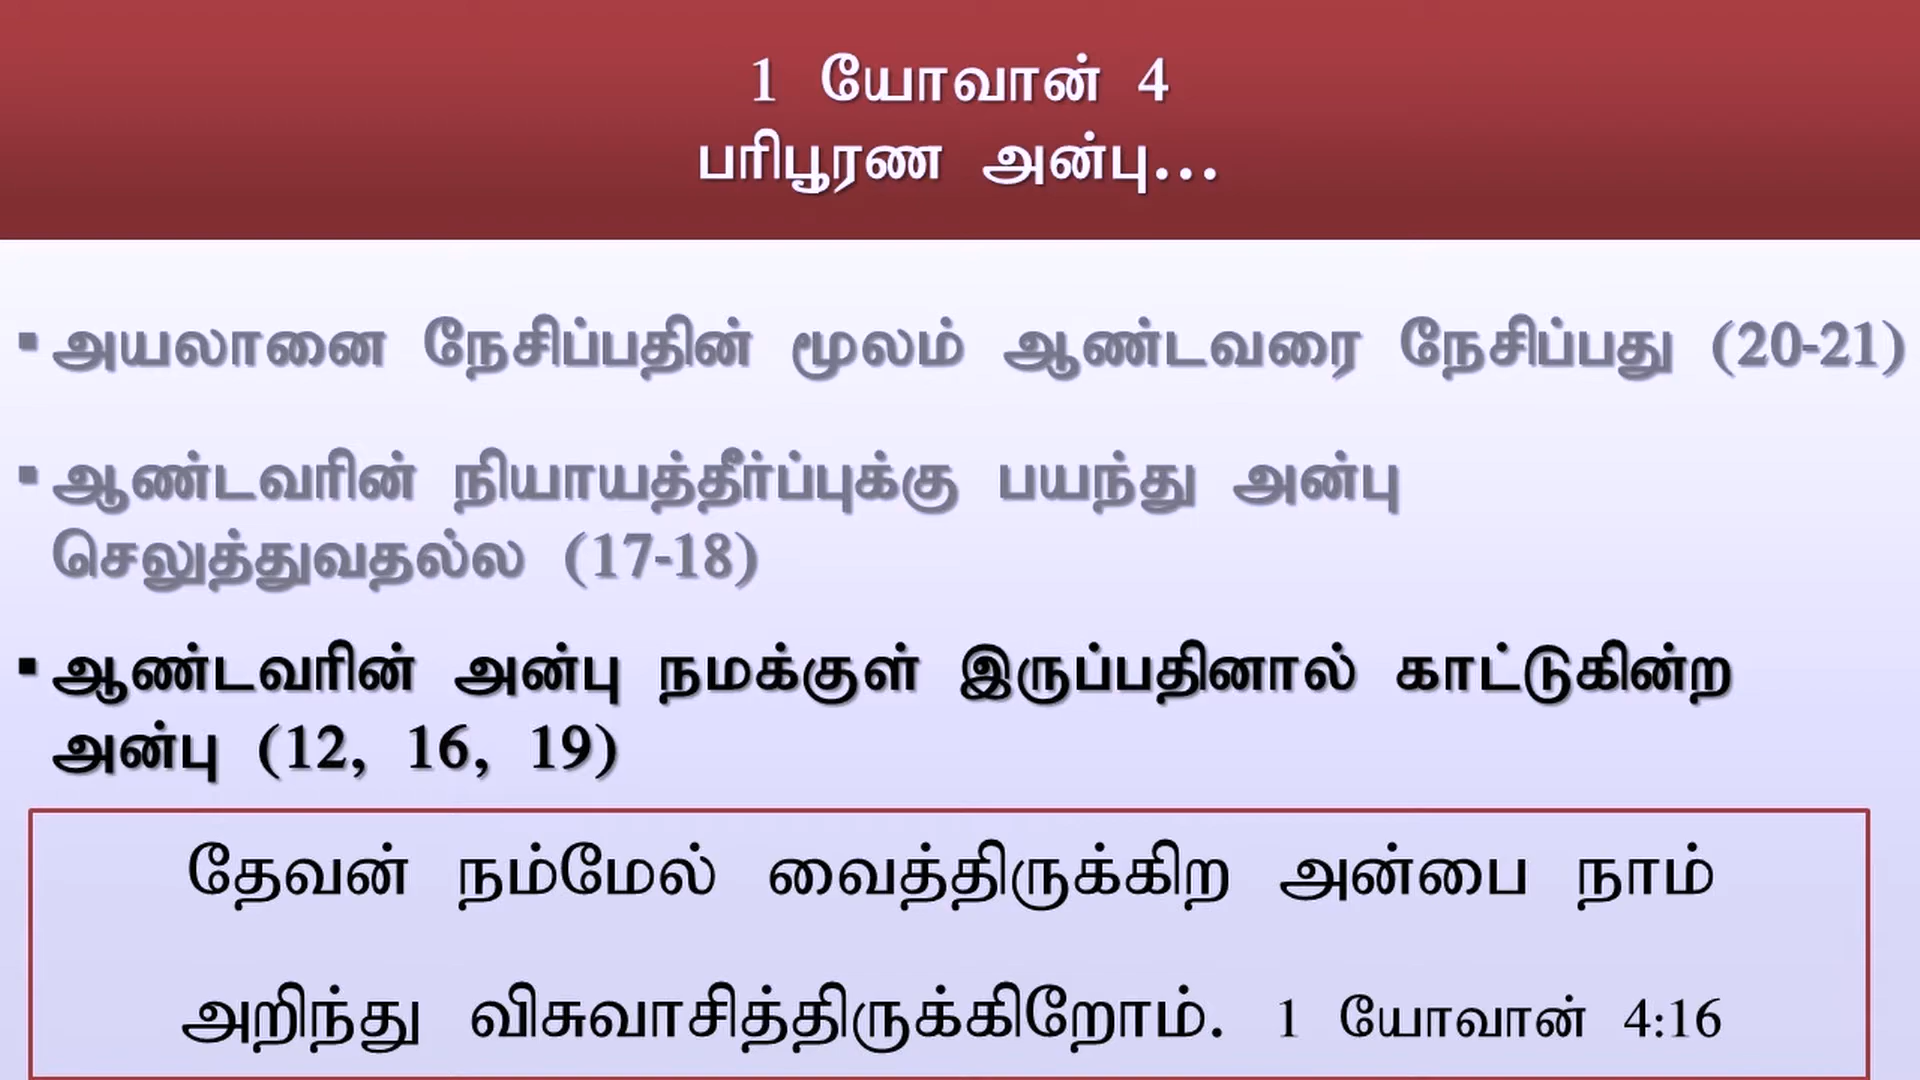 1 யோவான் 4
பரிபூரண அன்பு...
▪ அயலானை நேசிப்பதின் மூலம் ஆண்டவரை நேசிப்பது (20-21)
▪ ஆண்டவரின் நியாயத்தீர்ப்புக்கு பயந்து அன்பு
செலுத்துவதல்ல (17-18)
▪ ஆண்டவரின் அன்பு நமக்குள் இருப்பதினால் காட்டுகின்ற
அன்பு (12, 16, 19)
தேவன் நம்மேல் வைத்திருக்கிற அன்பை நாம்
அறிந்து விசுவாசித்திருக்கிறோம். 1 யோவான் 4:16